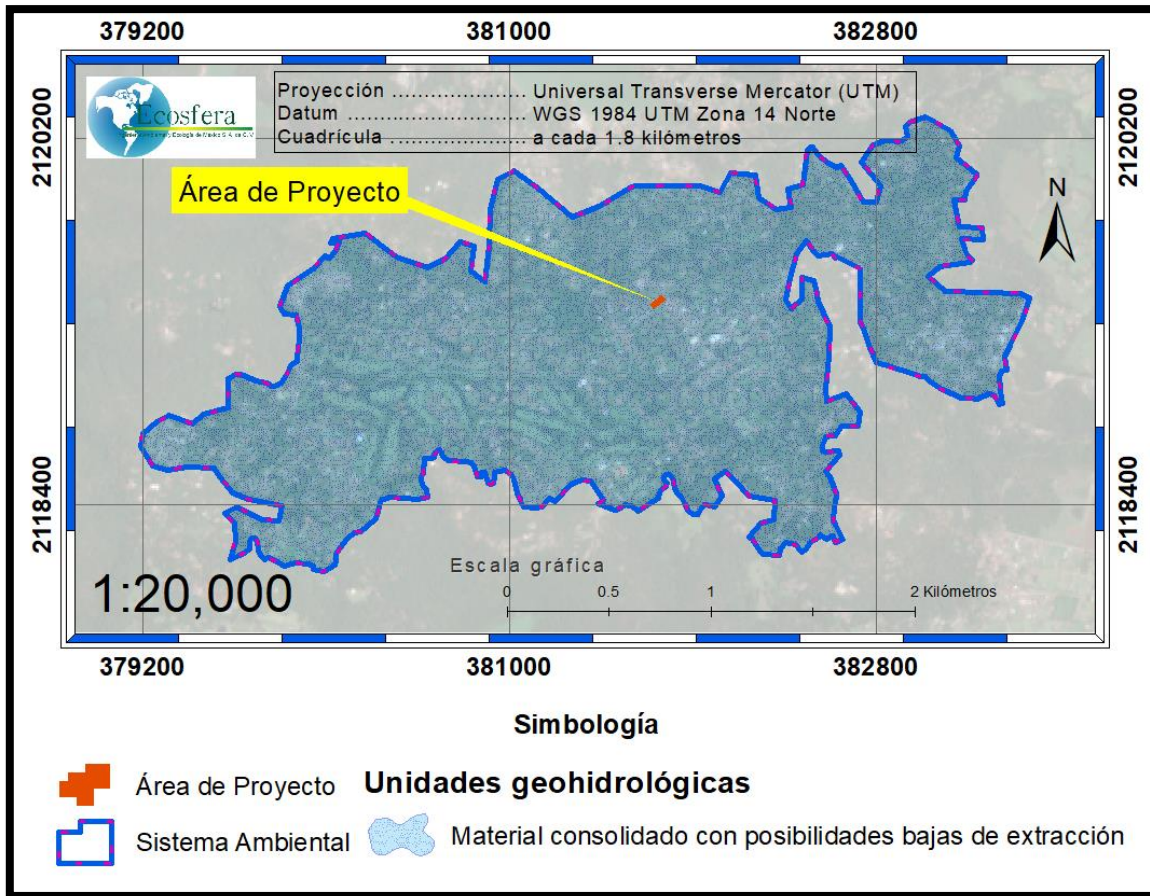 379200 381000 382800
Ecosfera
Proyección ..................... Universal Transverse Mercator (UTM)
Datum ............................ WGS 1984 UTM Zona 14 Norte
Cuadrícula ...................... a cada 1.8 kilómetros
2120200 2120200
Área de Proyecto
N
2118400 2118400
Escala gráfica
1:20,000
0 0.5 1 2 Kilómetros
379200 381000 382800
Simbología
Área de Proyecto Unidades geohidrológicas
Sistema Ambiental Material consolidado con posibilidades bajas de extracción